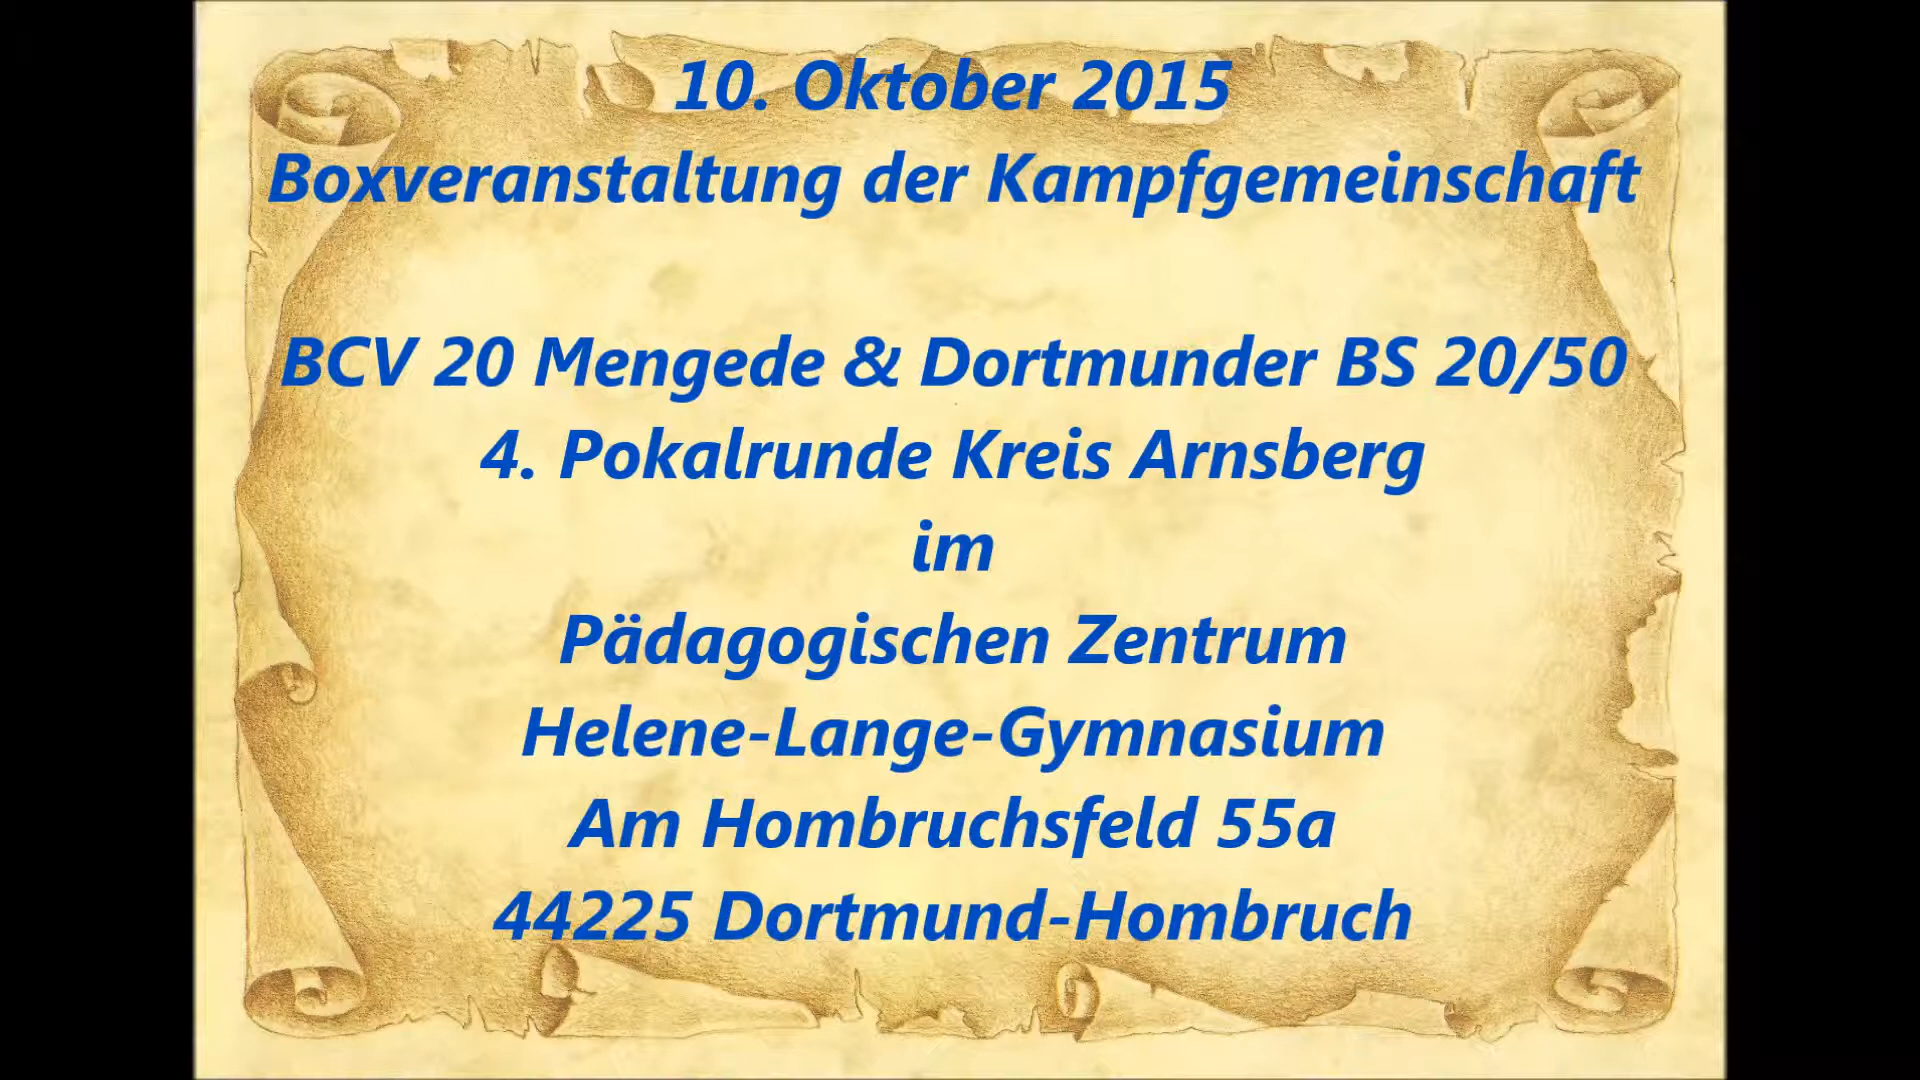 10. Oktober 2015
Boxveranstaltung der Kampfgemeinschaft
BCV 20 Mengede & Dortmunder BS 20/50
4. Pokalrunde Kreis Arnsberg
im
Pädagogischen Zentrum
Helene-Lange-Gymnasium
Am Hombruchsfeld 55a
44225 Dortmund-Hombruch